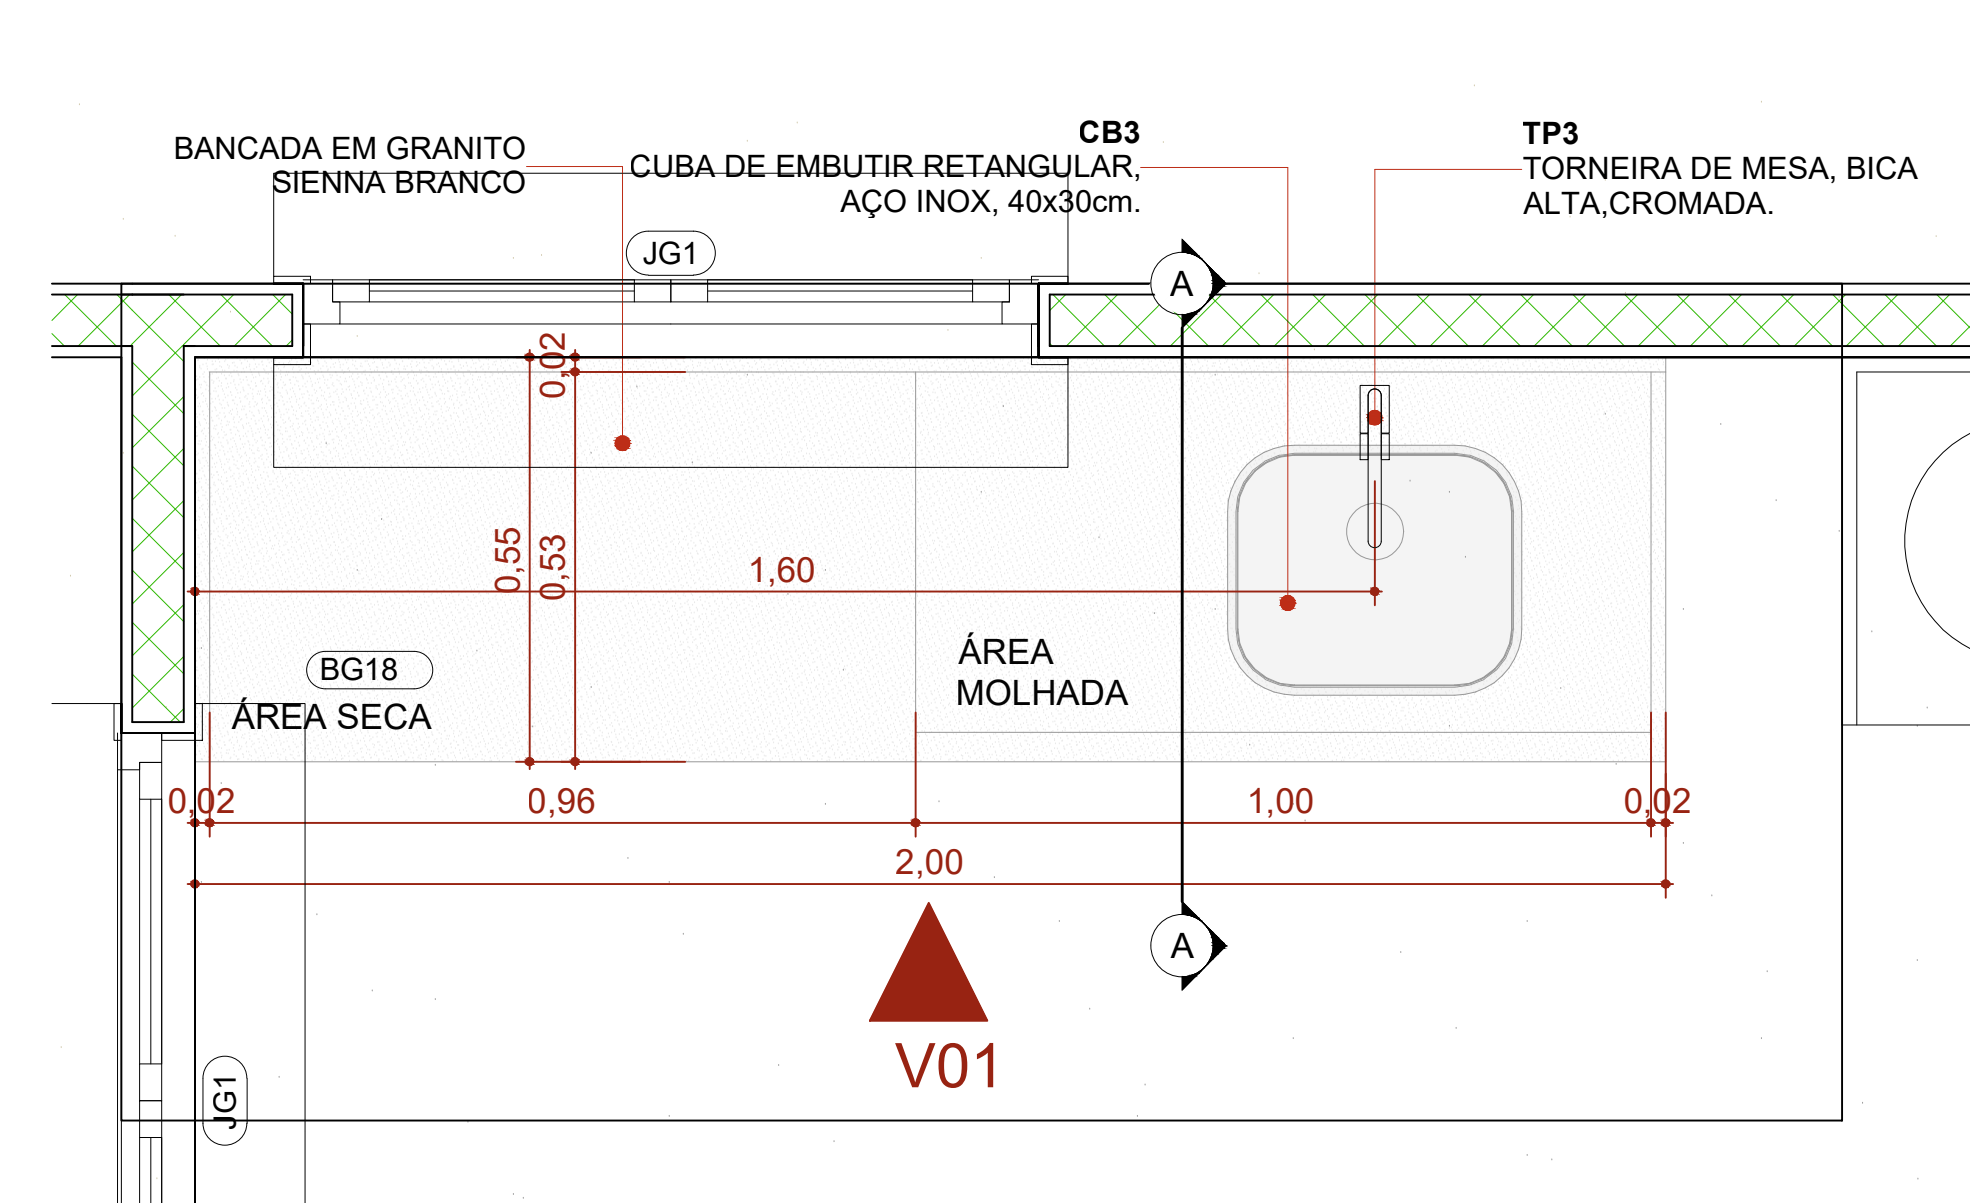 BANCADA EM GRANITO
SIENNA BRANCO
CB3
CUBA DE EMBUTIR RETANGULAR,
AÇO INOX, 40x30cm.
TP3
TORNEIRA DE MESA, BICA
ALTA,CROMADA.
JG1
A
0,02
0,55
0,53
1,60
ÁREA
MOLHADA
BG18
ÁREA SECA
0,02
0,96
1,00
0,02
2,00
A
V01
JG1